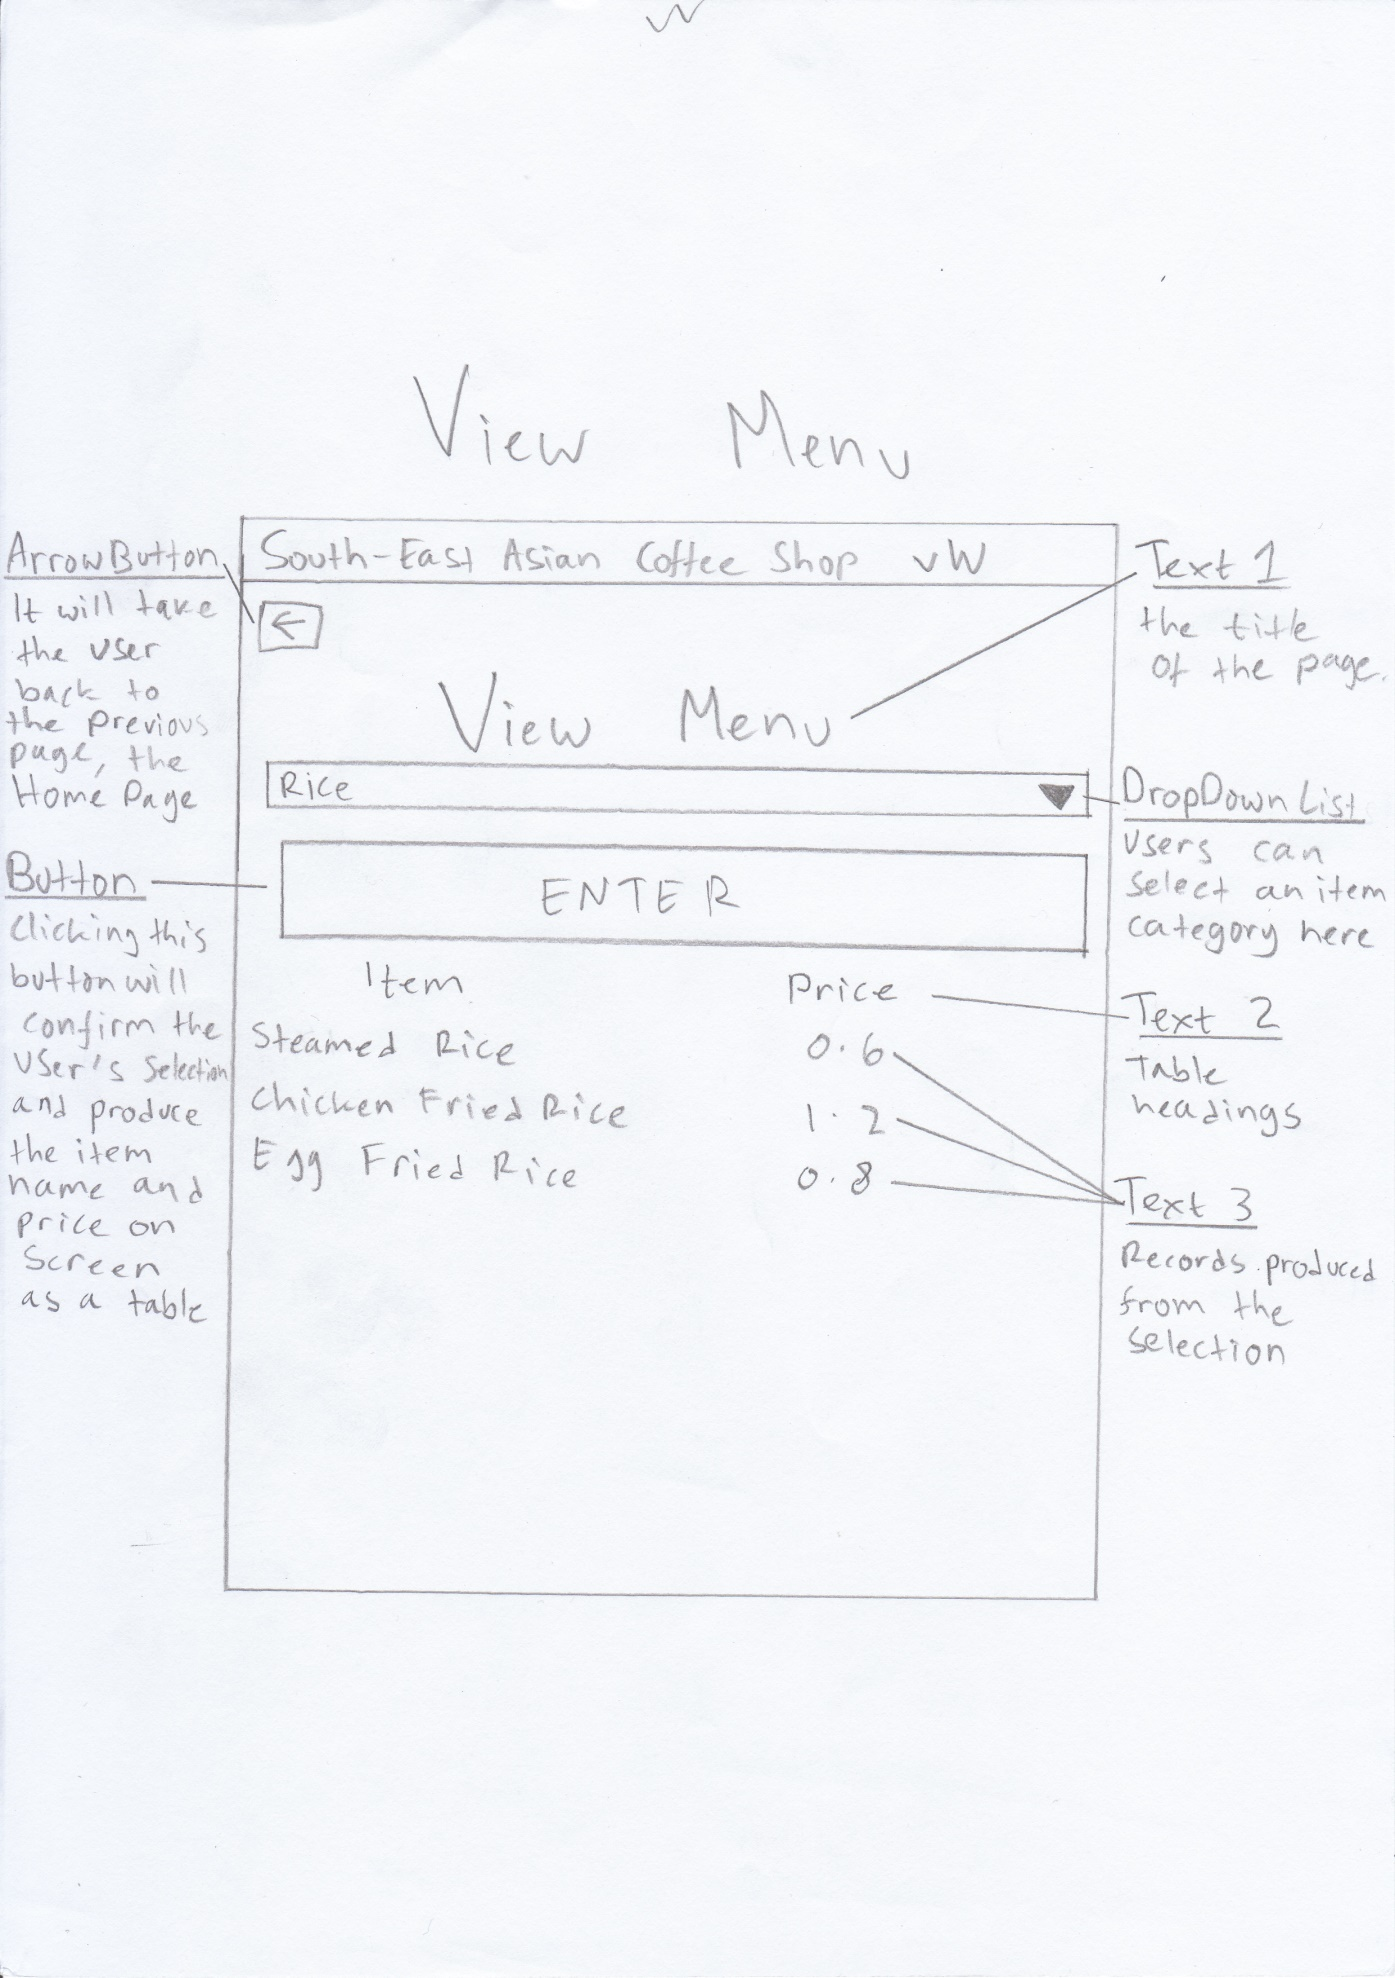 View Menu
ArrowButton
It will take
the user
back to
the previous
page, the
Home Page
Button
Clicking this
button will
confirm the
User's Selection
and produce
the item
name and
price on
Screen
as a table
South-East Asian Coffee Shop vW
←
View Menu
Rice
ENTER
Item Price
Steamed Rice 0.6
Chicken Fried Rice 1.2
Egg Fried Rice 0.8
Text 1
the title
of the page.
DropDown List
Users can
Select an item
category here
Text 2
Table
headings
Text 3
Records produced
from the
selection